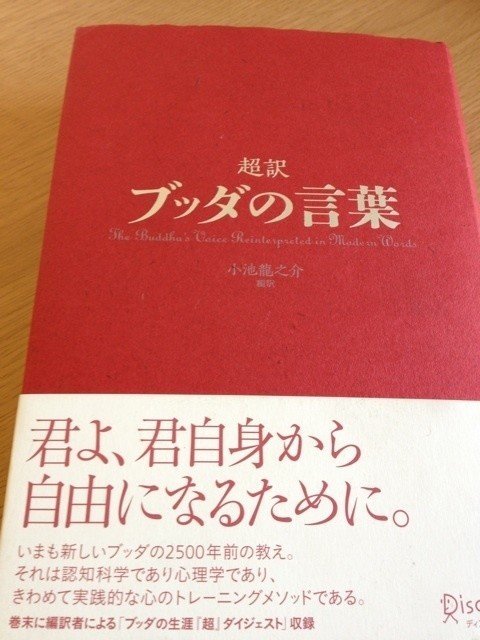 超訳
ブッダの言葉
The Buddha's Voice Reinterpreted in Modern Words
小池龍之介
編訳
君よ、君自身から
自由になるために。
いまも新しいブッダの2500年前の教え。
それは認知科学であり心理学であり、
きわめて実践的な心のトレーニングメソッドである。
巻末に編訳者による「ブッダの生涯『超』ダイジェスト」収録
Disc
ディス